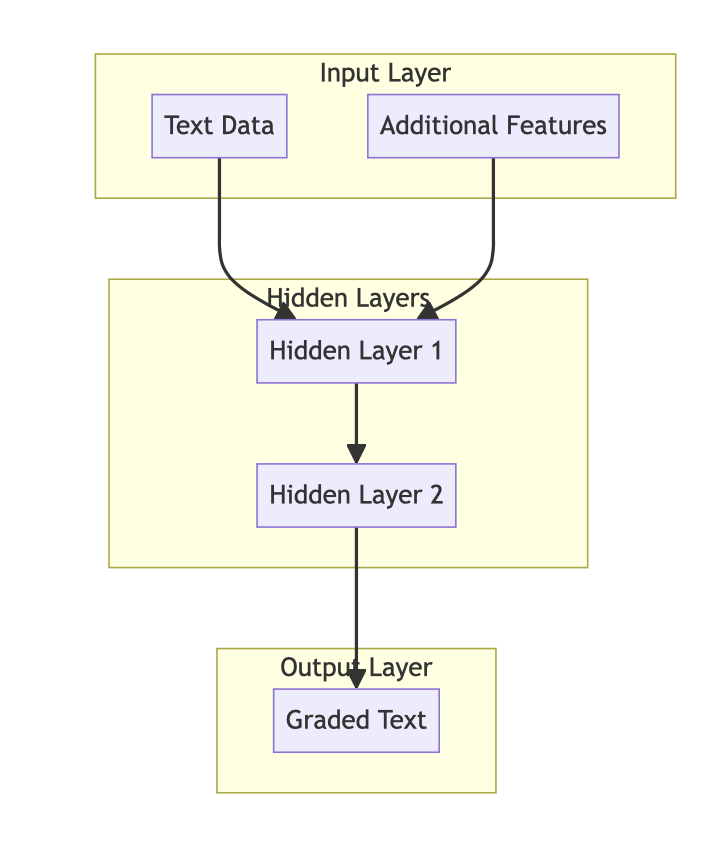 Input Layer
Text Data
Additional Features
Hidden Layers
Hidden Layer 1
Hidden Layer 2
Output Layer
Graded Text